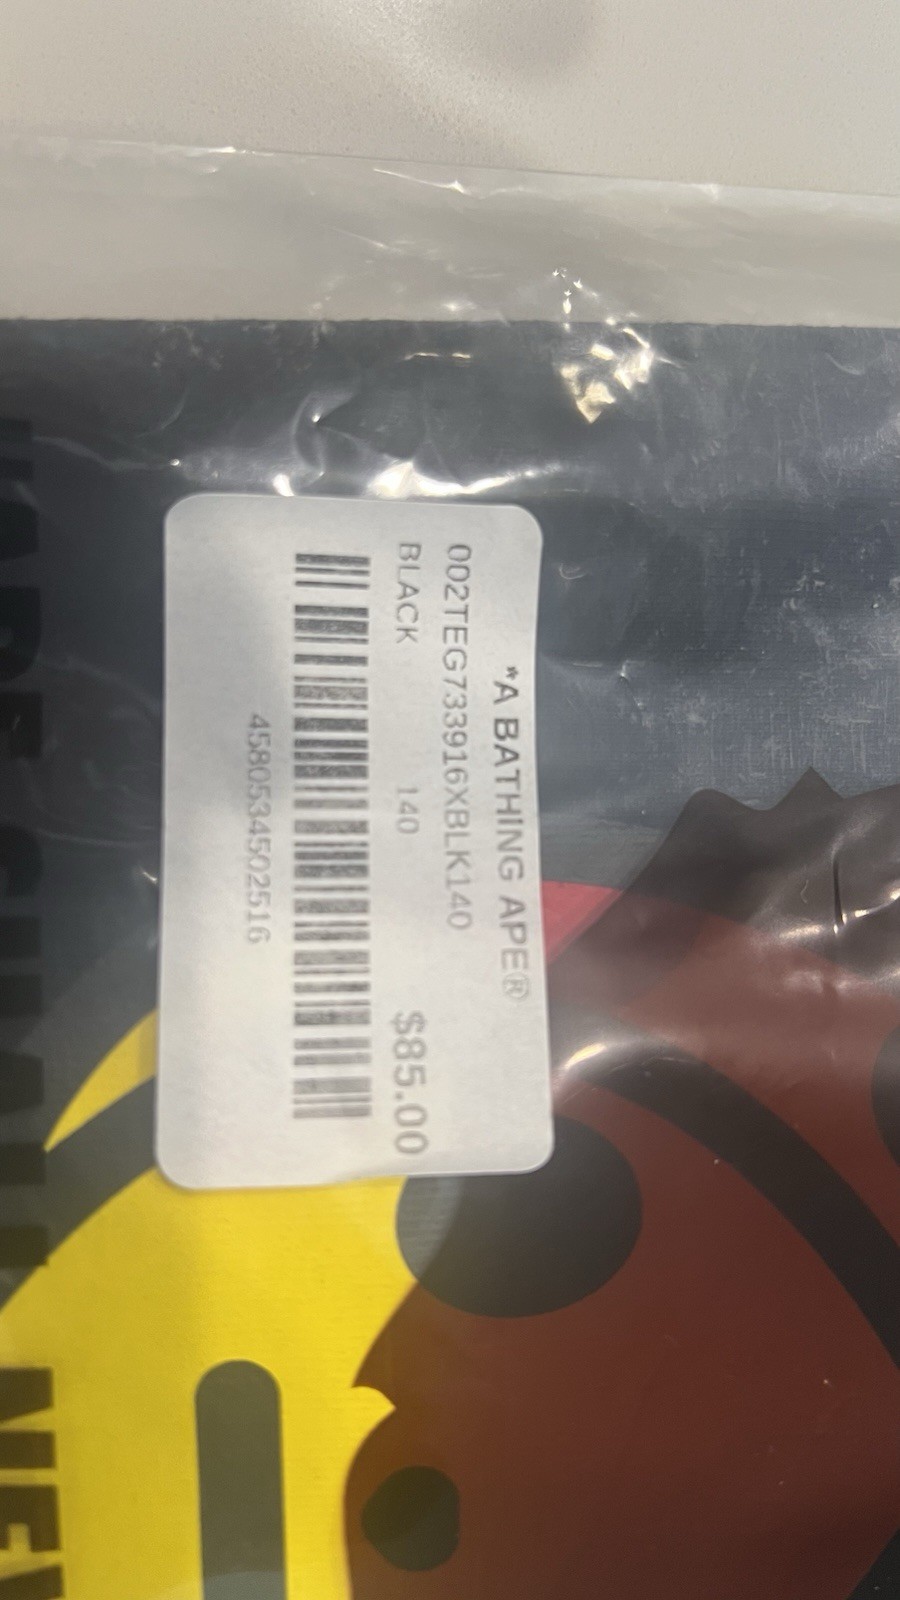 *A BATHING APE®
002TEG733916XBLK140
BLACK 140 $85.00
4580534502516